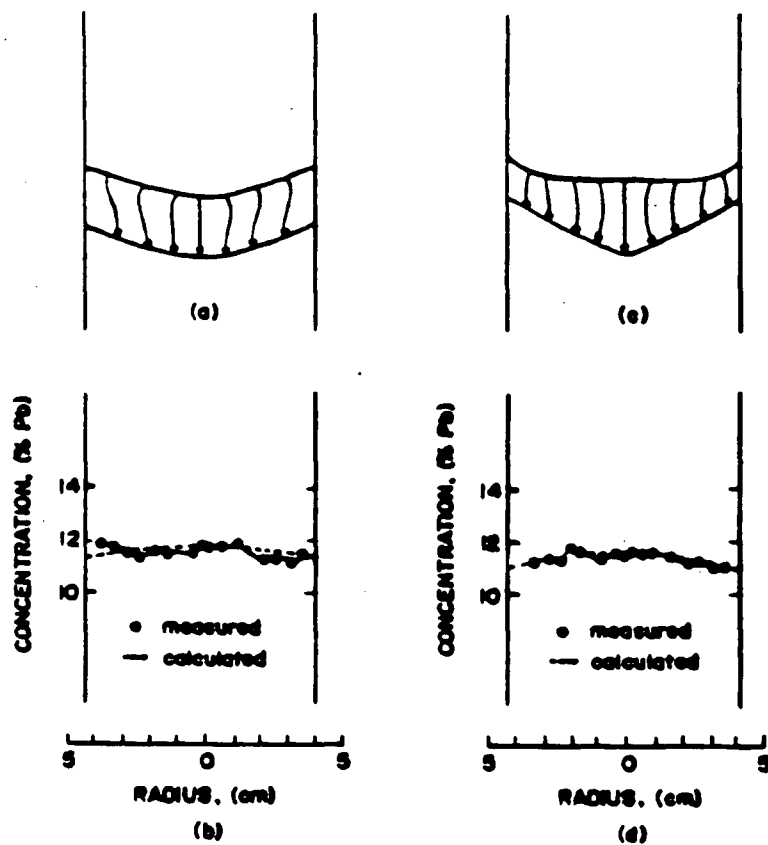 (a)
(c)
CONCENTRATION, (% Pb)
14
12
10
• measured
--- calculated
5 0 5
RADIUS, (cm)
(b)
CONCENTRATION, (% Pb)
14
12
10
• measured
--- calculated
5 0 5
RADIUS, (cm)
(d)